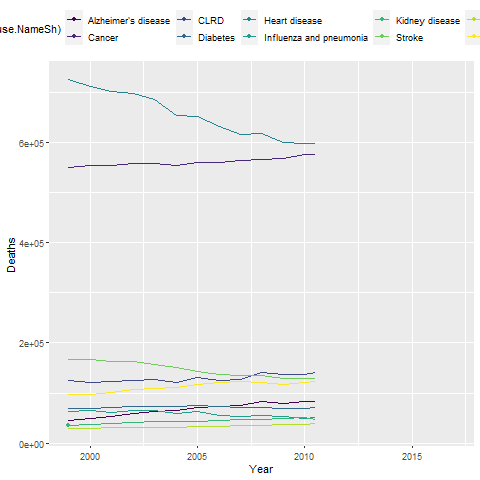 use.NameSh)
Alzheimer's disease CLRD Heart disease Kidney disease
Cancer Diabetes Influenza and pneumonia Stroke
6e+05
4e+05
2e+05
0e+00
Deaths
2000 2005 2010 2015
Year